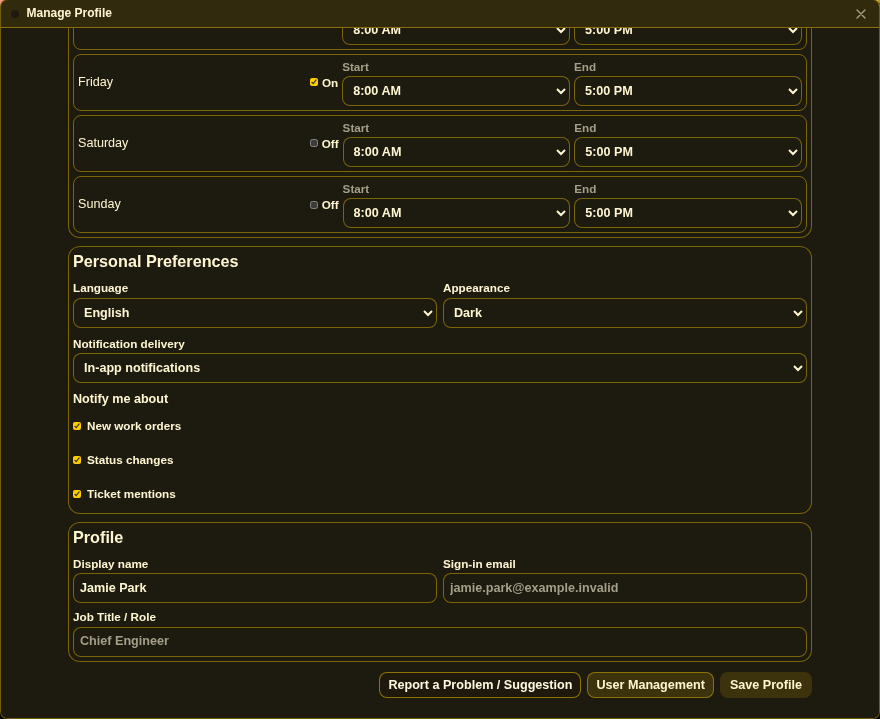 Manage Profile
8:00 AM 5:00 PM
Start End
Friday On 8:00 AM 5:00 PM
Start End
Saturday Off 8:00 AM 5:00 PM
Start End
Sunday Off 8:00 AM 5:00 PM
Personal Preferences
Language Appearance
English Dark
Notification delivery
In-app notifications
Notify me about
New work orders
Status changes
Ticket mentions
Profile
Display name Sign-in email
Jamie Park jamie.park@example.invalid
Job Title / Role
Chief Engineer
Report a Problem / Suggestion User Management Save Profile